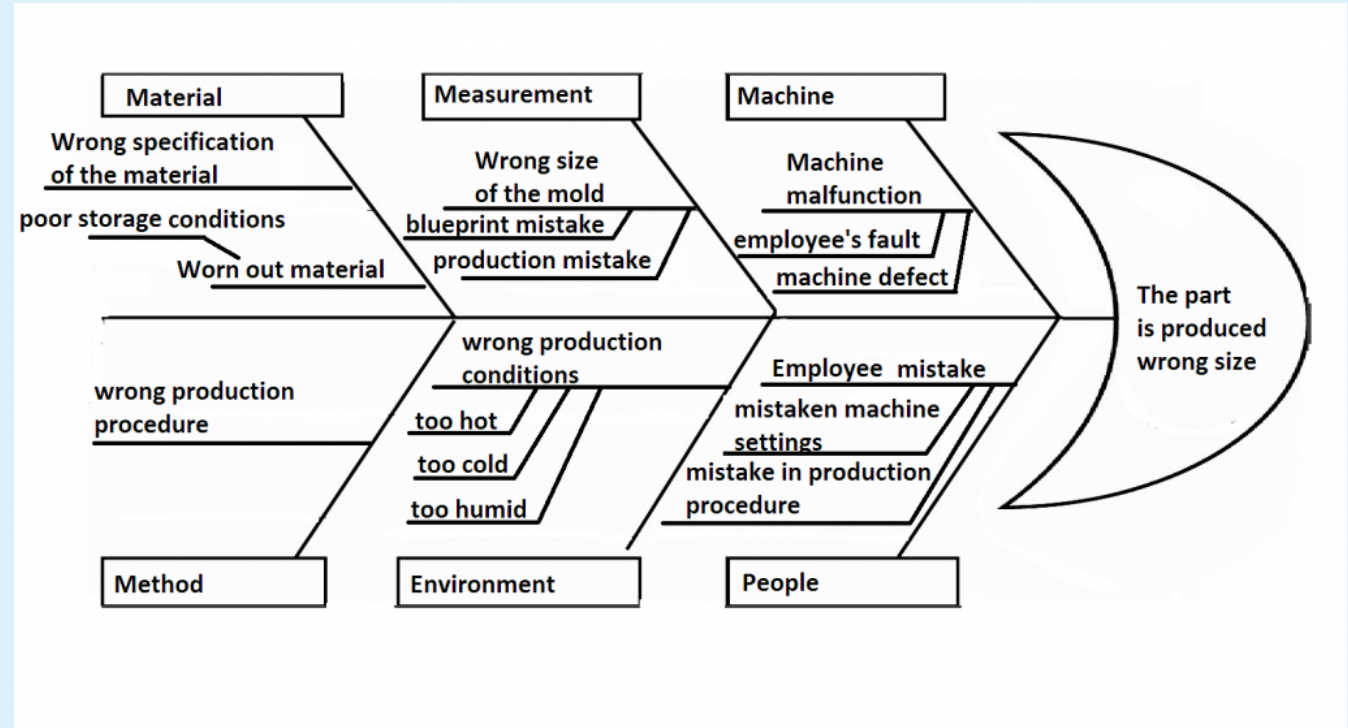 Material
Measurement
Machine
Wrong specification
of the material
poor storage conditions
Worn out material
Wrong size
of the mold
blueprint mistake
production mistake
Machine
malfunction
employee's fault
machine defect
The part
is produced
wrong size
wrong production
procedure
wrong production
conditions
too hot
too cold
too humid
Employee mistake
mistaken machine
settings
mistake in production
procedure
Method
Environment
People